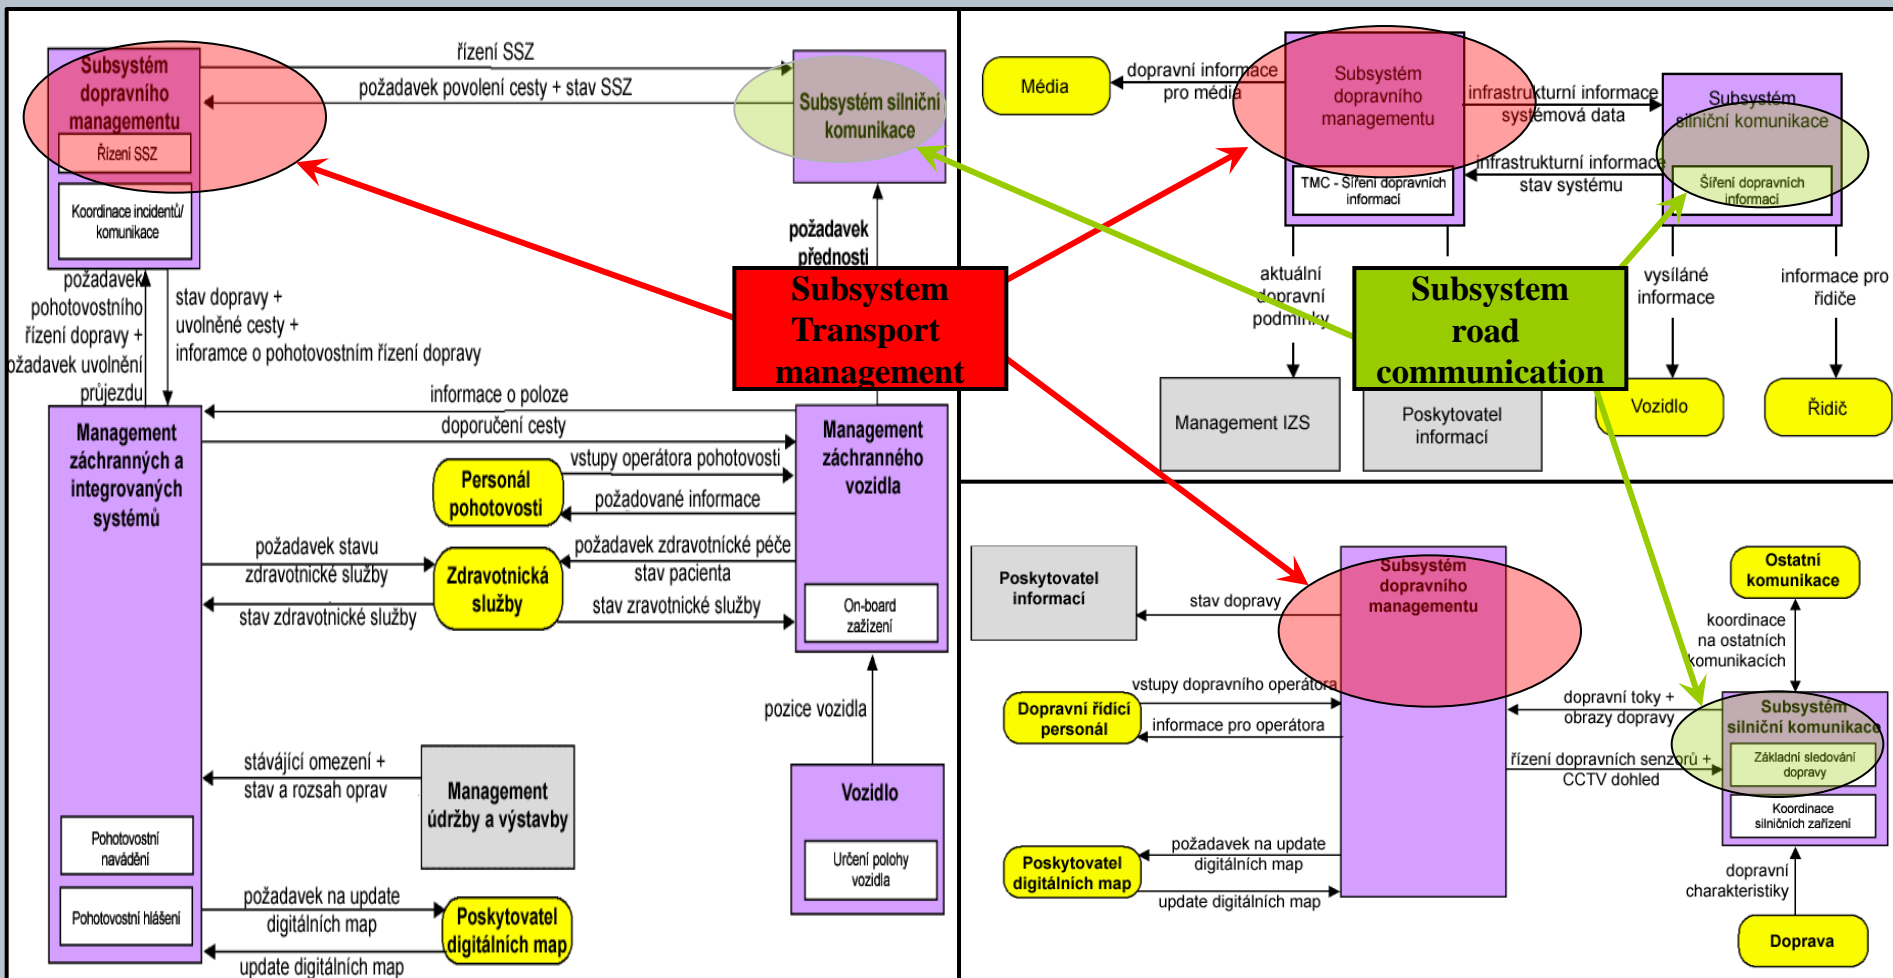 Subsystém
dopravního
managementu
Řízení SSZ
Koordinace incidentů/
komunikace
řízení SSZ
požadavek povolení cesty + stav SSZ
Subsystém silniční
komunikace
požadavek
přednosti
požadavek
pohotovostního
řízení dopravy +
požadavek uvolnění
průjezdu
stav dopravy +
uvolněné cesty +
inforamce o pohotovostním řízení dopravy
informace o poloze
doporučení cesty
Management
záchranných a
integrovaných
systémů
Management
záchranného
vozidla
vstupy operátora pohotovosti
Personál
pohotovosti
požadované informace
požadavek stavu
zdravotnické služby
Zdravotnická
služby
požadavek zdravotnické péče
stav pacienta
stav zdravotnické služby
stav zravotnické služby
On-board
zažízení
pozice vozidla
stávající omezení +
stav a rozsah oprav
Management
údržby a výstavby
Vozidlo
Určení polohy
vozidla
Pohotovostní
navádění
Pohotovostní hlášení
požadavek na update
digitálních map
update digitálních map
Poskytovatel
digitálních map
Subsystem
Transport
management
Média
dopravní informace
pro média
Subsystém
dopravního
managementu
TMC - Šíření dopravních
informací
infrastrukturní informace
systémová data
infrastrukturní informace
stav systému
Subsystém
silniční komunikace
Šíření dopravních
informací
aktuální
dopravní
podmínky
Subsystem
road
communication
vysíláné
informace
informace pro
řidiče
Management IZS
Poskytovatel
informací
Vozidlo
Řidič
Poskytovatel
informací
stav dopravy
Subsystém
dopravního
managementu
Ostatní
komunikace
koordinace
na ostatních
komunikacích
vstupy dopravního operátora
Dopravní řídící
personál
informace pro operátora
dopravní toky +
obrazy dopravy
Subsystém
silniční komunikace
řízení dopravních senzorů +
CCTV dohled
Základní sledování
dopravy
Koordinace
silničních zařízení
požadavek na update
digitálních map
Poskytovatel
digitálních map
update digitálních map
dopravní
charakteristiky
Doprava